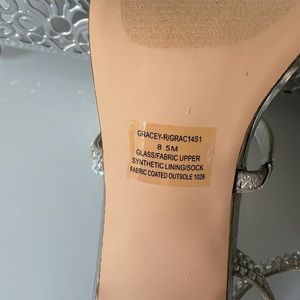 GRACEY-R/GRAC14S1
8 5M
GLASS/FABRIC UPPER
SYNTHETIC LINING/SOCK
FABRIC COATED OUTSOLE 1028